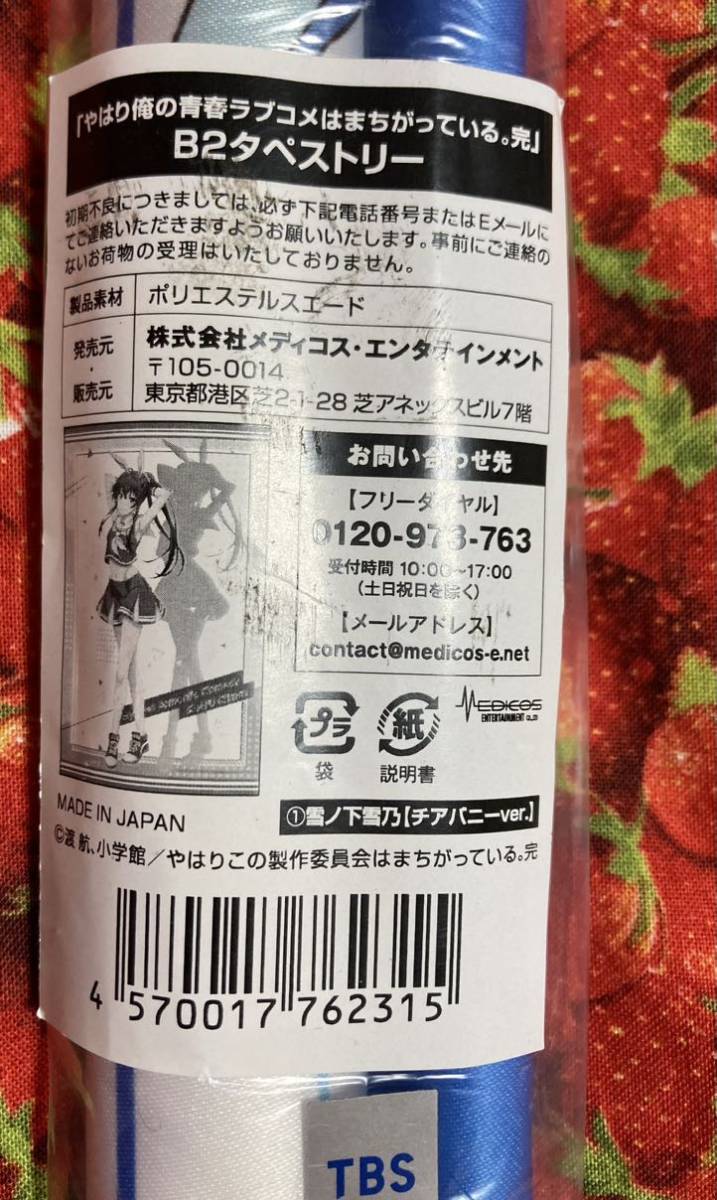 「やはり俺の青春ラブコメはまちがっている。完」
B2タペストリー
初期不良につきましては、必ず下記電話番号またはEメールに
てご連絡いただきますようお願いいたします。事前にご連絡の
ないお荷物の受理はいたしておりません。
製品素材 ポリエステルスエード
発売元・販売元
株式会社メディコス・エンタテインメント
〒105-0014
東京都港区芝2-1-28 芝アネックスビル7階
お問い合わせ先
【フリーダイヤル】
0120-973-763
受付時間 10:00~17:00
(土日祝日を除く)
【メールアドレス】
contact@medicos-e.net
プラ
袋
紙
説明書
MEDICOS
ENTERTAINMENT CO.,LTD
MADE IN JAPAN
①雪ノ下雪乃【チアバニーver.】
©渡 航、小学館/やはりこの製作委員会はまちがっている。完
4 570017 762315
TBS